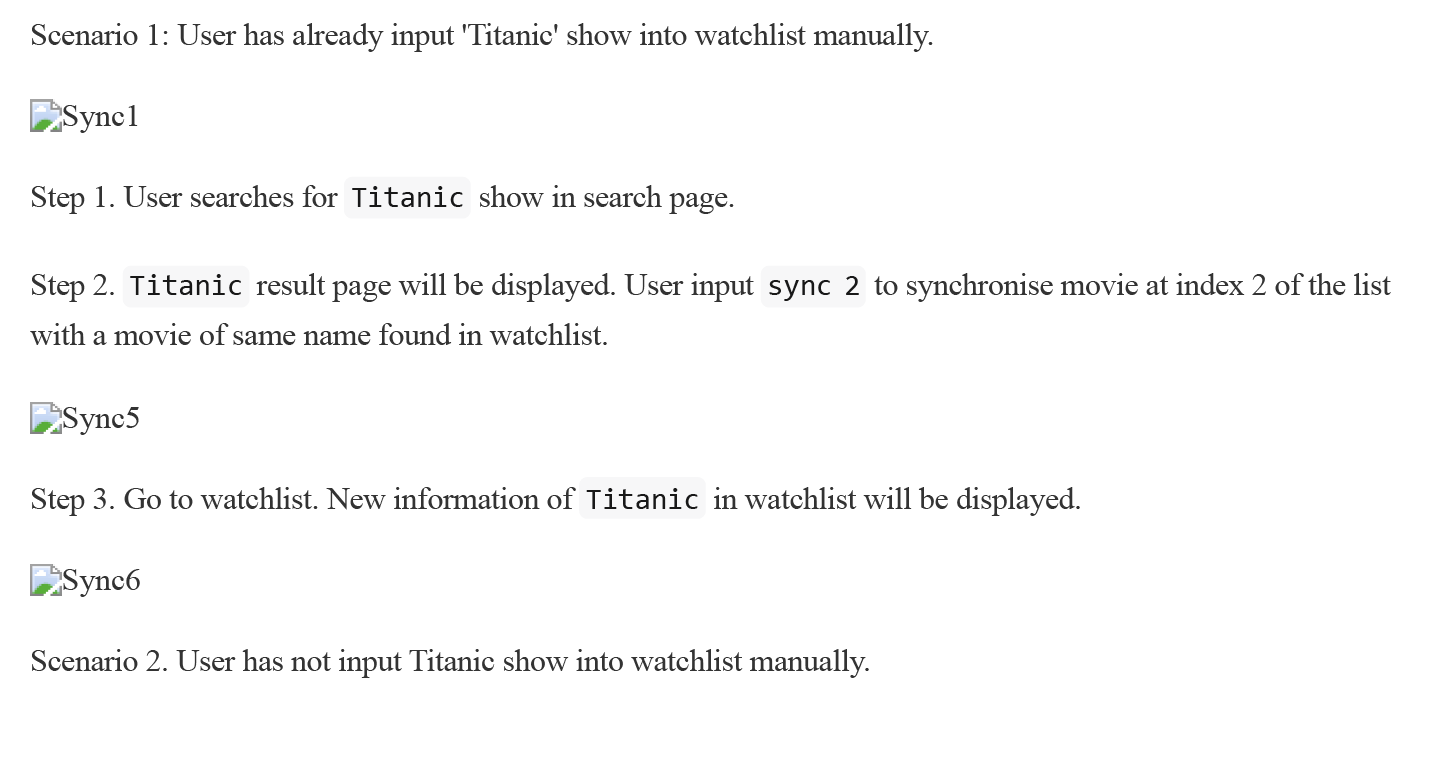 Scenario 1: User has already input 'Titanic' show into watchlist manually.
Sync1
Step 1. User searches for Titanic show in search page.
Step 2. Titanic result page will be displayed. User input sync 2 to synchronise movie at index 2 of the list
with a movie of same name found in watchlist.
Sync5
Step 3. Go to watchlist. New information of Titanic in watchlist will be displayed.
Sync6
Scenario 2. User has not input Titanic show into watchlist manually.